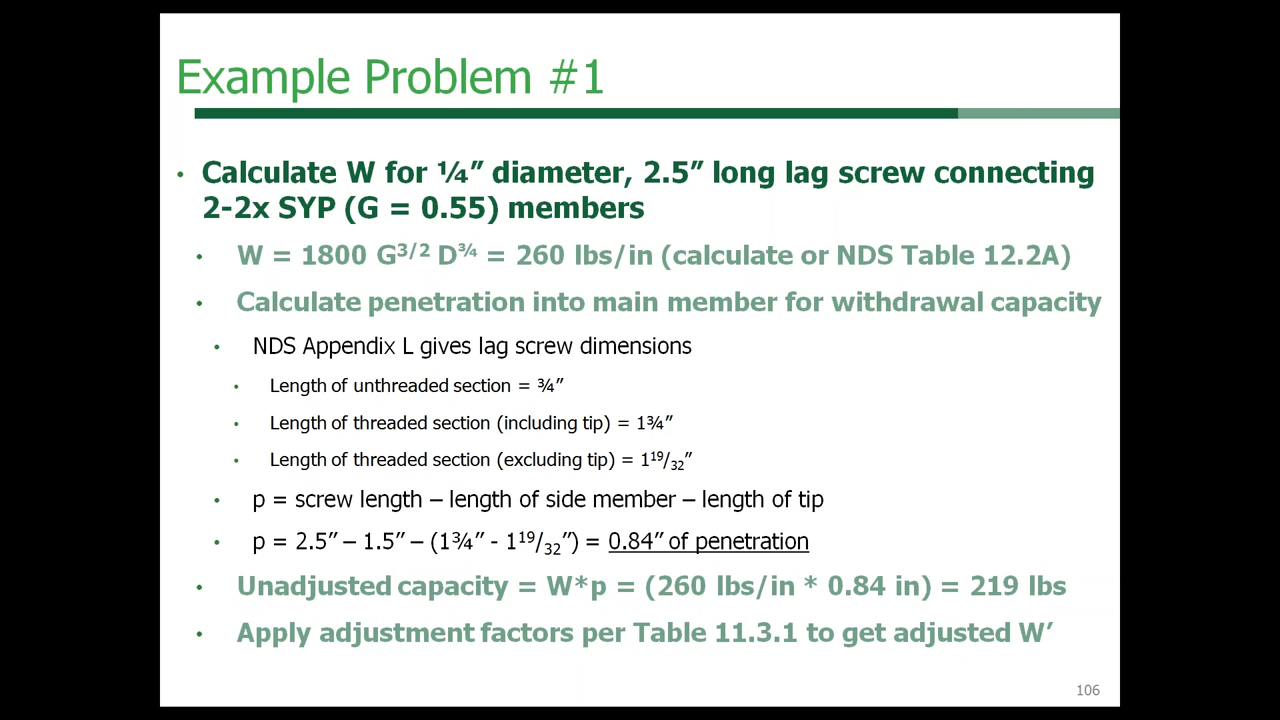 Example Problem #1
• Calculate W for ¼″ diameter, 2.5″ long lag screw connecting
2-2x SYP (G = 0.55) members
• W = 1800 G³/² D¾ = 260 lbs/in (calculate or NDS Table 12.2A)
• Calculate penetration into main member for withdrawal capacity
• NDS Appendix L gives lag screw dimensions
• Length of unthreaded section = ¾″
• Length of threaded section (including tip) = 1¾″
• Length of threaded section (excluding tip) = 1¹⁹/₃₂″
• p = screw length – length of side member – length of tip
• p = 2.5″ – 1.5″ – (1¾″ - 1¹⁹/₃₂″) = 0.84″ of penetration
• Unadjusted capacity = W*p = (260 lbs/in * 0.84 in) = 219 lbs
• Apply adjustment factors per Table 11.3.1 to get adjusted W′
106